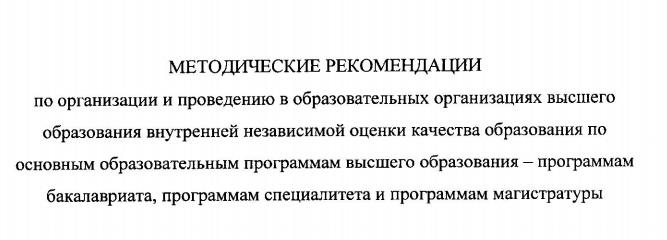 МЕТОДИЧЕСКИЕ РЕКОМЕНДАЦИИ
по организации и проведению в образовательных организациях высшего
образования внутренней независимой оценки качества образования по
основным образовательным программам высшего образования – программам
бакалавриата, программам специалитета и программам магистратуры